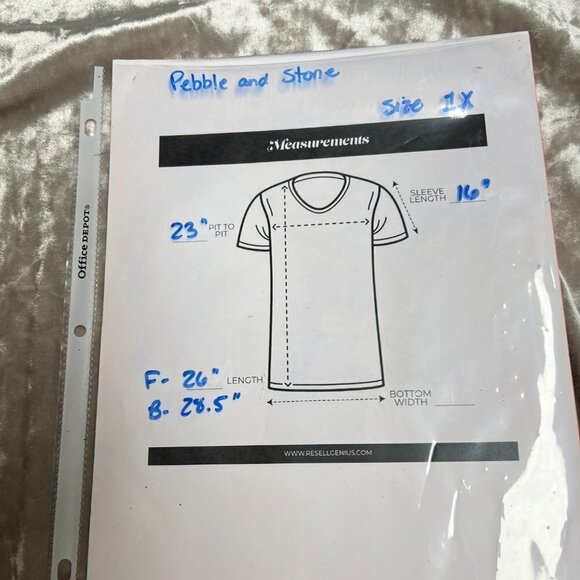 Pebble and Stone
Size 1X
Measurements
SLEEVE
LENGTH 16"
23" PIT TO
PIT
Office DEPOT®
F- 26" LENGTH
B- 28.5"
BOTTOM
WIDTH
WWW.RESELLGENIUS.COM